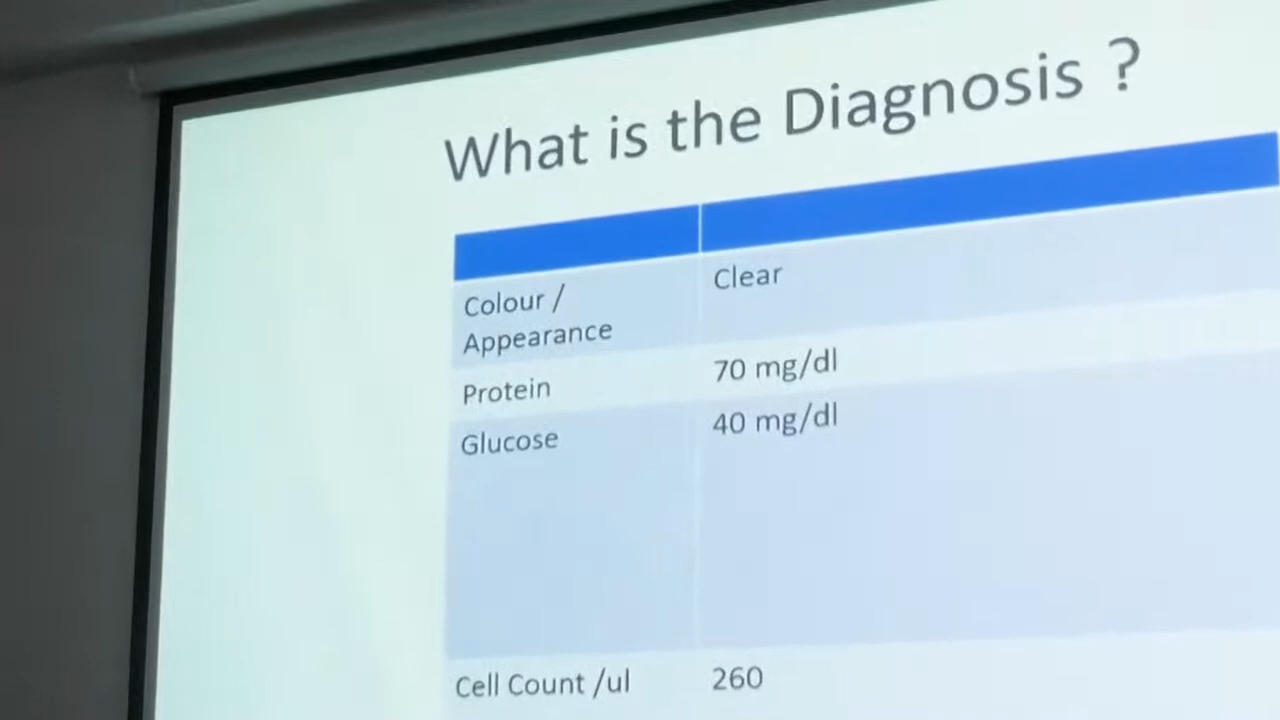 What is the Diagnosis ?
Colour / Clear
Appearance
Protein 70 mg/dl
Glucose 40 mg/dl
Cell Count /ul 260